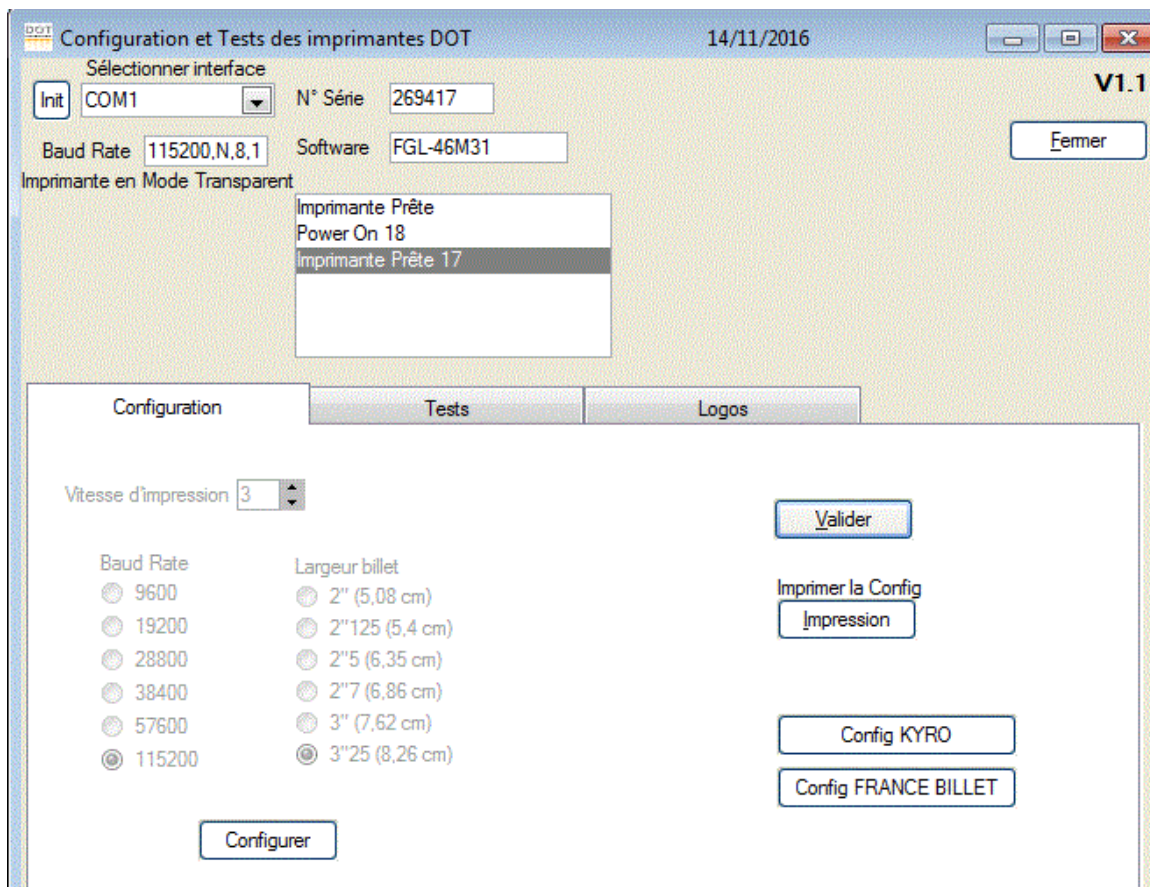 DOT
Configuration et Tests des imprimantes DOT 14/11/2016
Sélectionner interface
Init COM1 N° Série 269417 V1.1
Baud Rate 115200,N,8,1 Software FGL-46M31 Fermer
Imprimante en Mode Transparent
Imprimante Prête
Power On 18
Imprimante Prête 17
Configuration Tests Logos
Vitesse d'impression 3
Valider
Baud Rate Largeur billet
9600 2" (5,08 cm)
19200 2"125 (5,4 cm)
28800 2"5 (6,35 cm)
38400 2"7 (6,86 cm)
57600 3" (7,62 cm)
115200 3"25 (8,26 cm)
Imprimer la Config
Impression
Config KYRO
Config FRANCE BILLET
Configurer